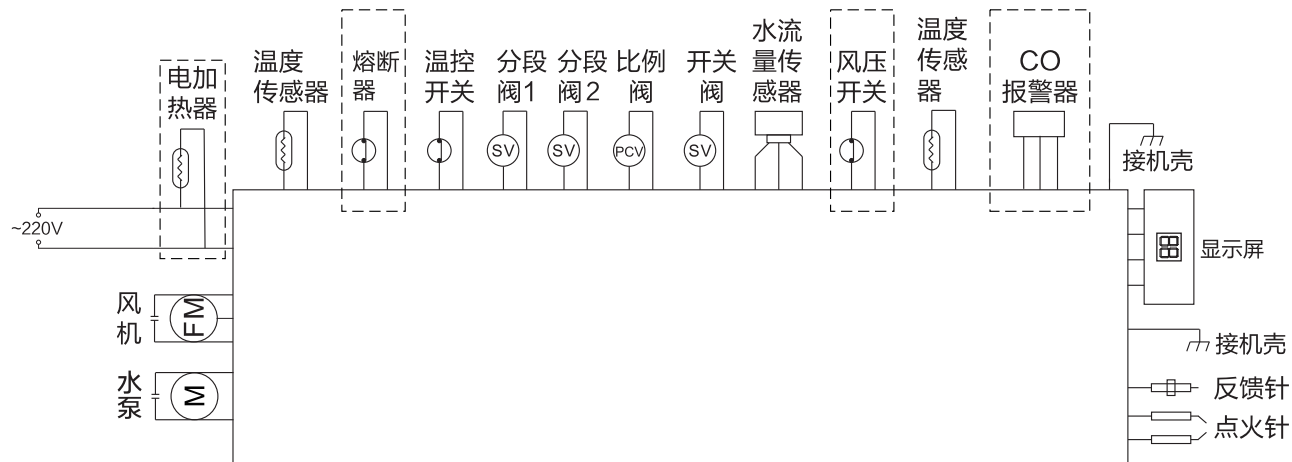 电加
热器
温度
传感器
熔断
器
温控
开关
分段
阀1
SV
分段
阀2
SV
比例
阀
PCV
开关
阀
SV
水流
量传
感器
风压
开关
温度
传感
器
CO
报警器
接机壳
~220V
显示屏
风
机
FM
接机壳
水
泵
M
反馈针
点火针